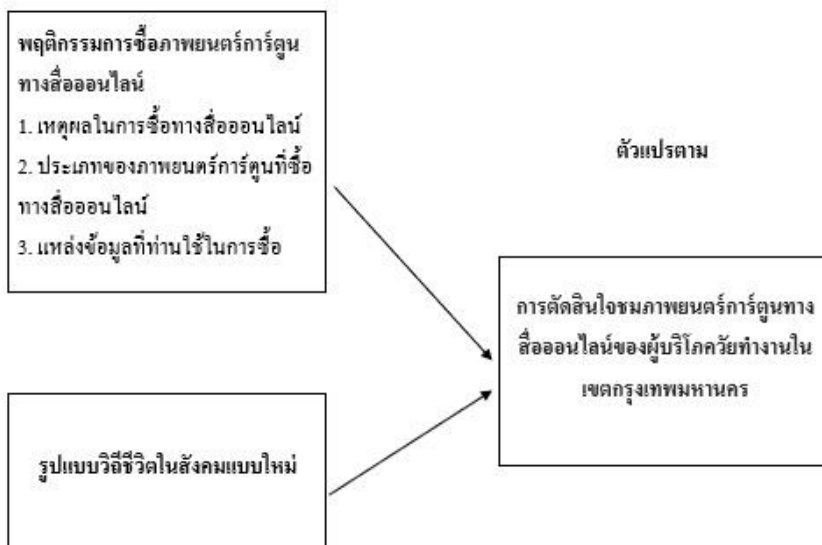 พฤติกรรมการซื้อภาพยนตร์การ์ตูน
ทางสื่อออนไลน์
1. เหตุผลในการซื้อทางสื่อออนไลน์
2. ประเภทของภาพยนตร์การ์ตูนที่ซื้อ
ทางสื่อออนไลน์
3. แหล่งข้อมูลที่ท่านใช้ในการซื้อ
ตัวแปรตาม
การตัดสินใจชมภาพยนตร์การ์ตูนทาง
สื่อออนไลน์ของผู้บริโภควัยทำงานใน
เขตกรุงเทพมหานคร
รูปแบบวิถีชีวิตในสังคมแบบใหม่